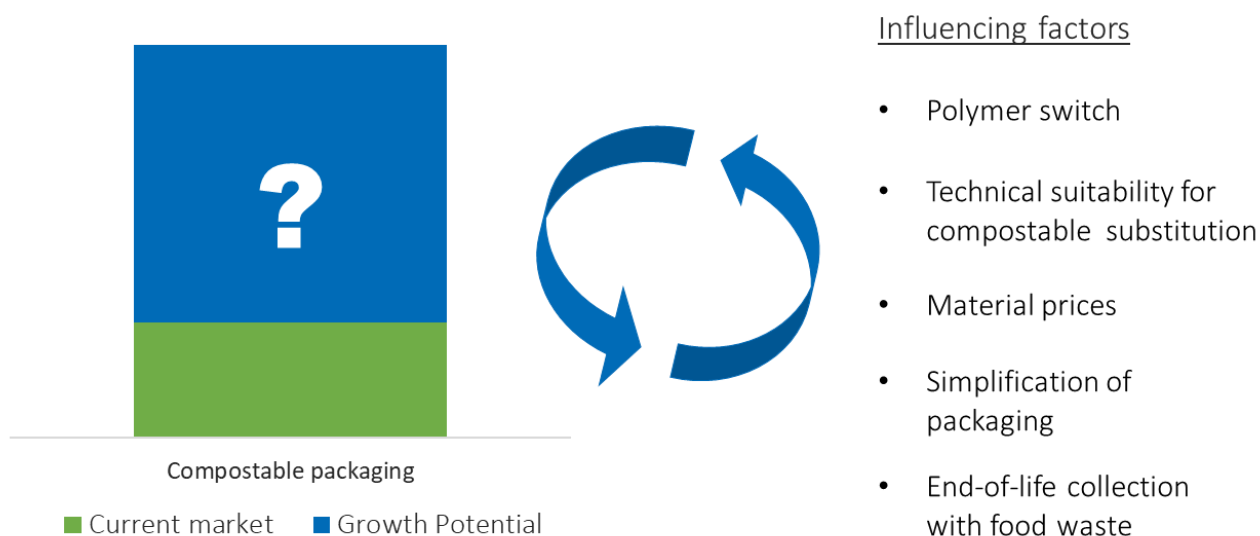 Influencing factors
• Polymer switch
• Technical suitability for
compostable substitution
• Material prices
• Simplification of
packaging
• End-of-life collection
with food waste
?
Compostable packaging
Current market
Growth Potential